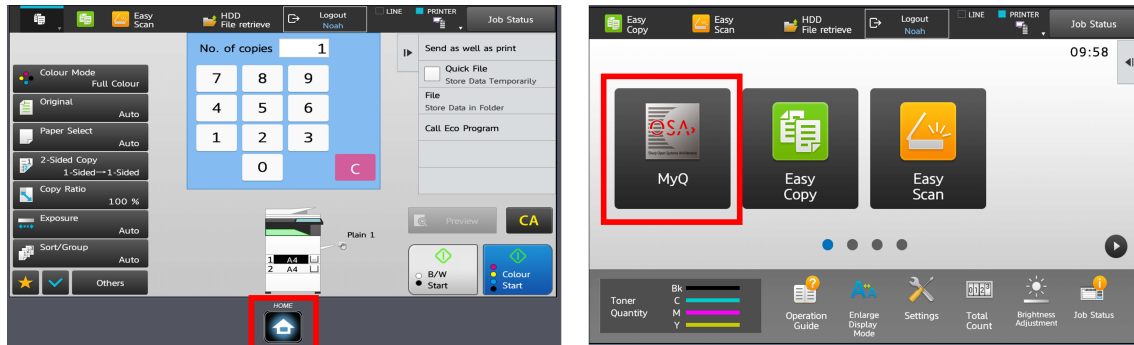 Easy
Scan
HDD
File retrieve
Logout
Noah
LINE
PRINTER
Job Status
No. of copies
1
Colour Mode
Full Colour
Original
Auto
Paper Select
Auto
2-Sided Copy
1-Sided→1-Sided
Copy Ratio
100 %
Exposure
Auto
Sort/Group
Auto
Others
7 8 9
4 5 6
1 2 3
0 C
Plain 1
1 A4
2 A4
Send as well as print
Quick File
Store Data Temporarily
File
Store Data in Folder
Call Eco Program
Preview
CA
B/W
Start
Colour
Start
HOME
Easy
Copy
Easy
Scan
HDD
File retrieve
Logout
Noah
LINE
PRINTER
Job Status
09:58
OSA
MyQ
Easy
Copy
Easy
Scan
Toner
Quantity
Bk
C
M
Y
Operation
Guide
Enlarge
Display
Mode
Settings
Total
Count
Brightness
Adjustment
Job Status